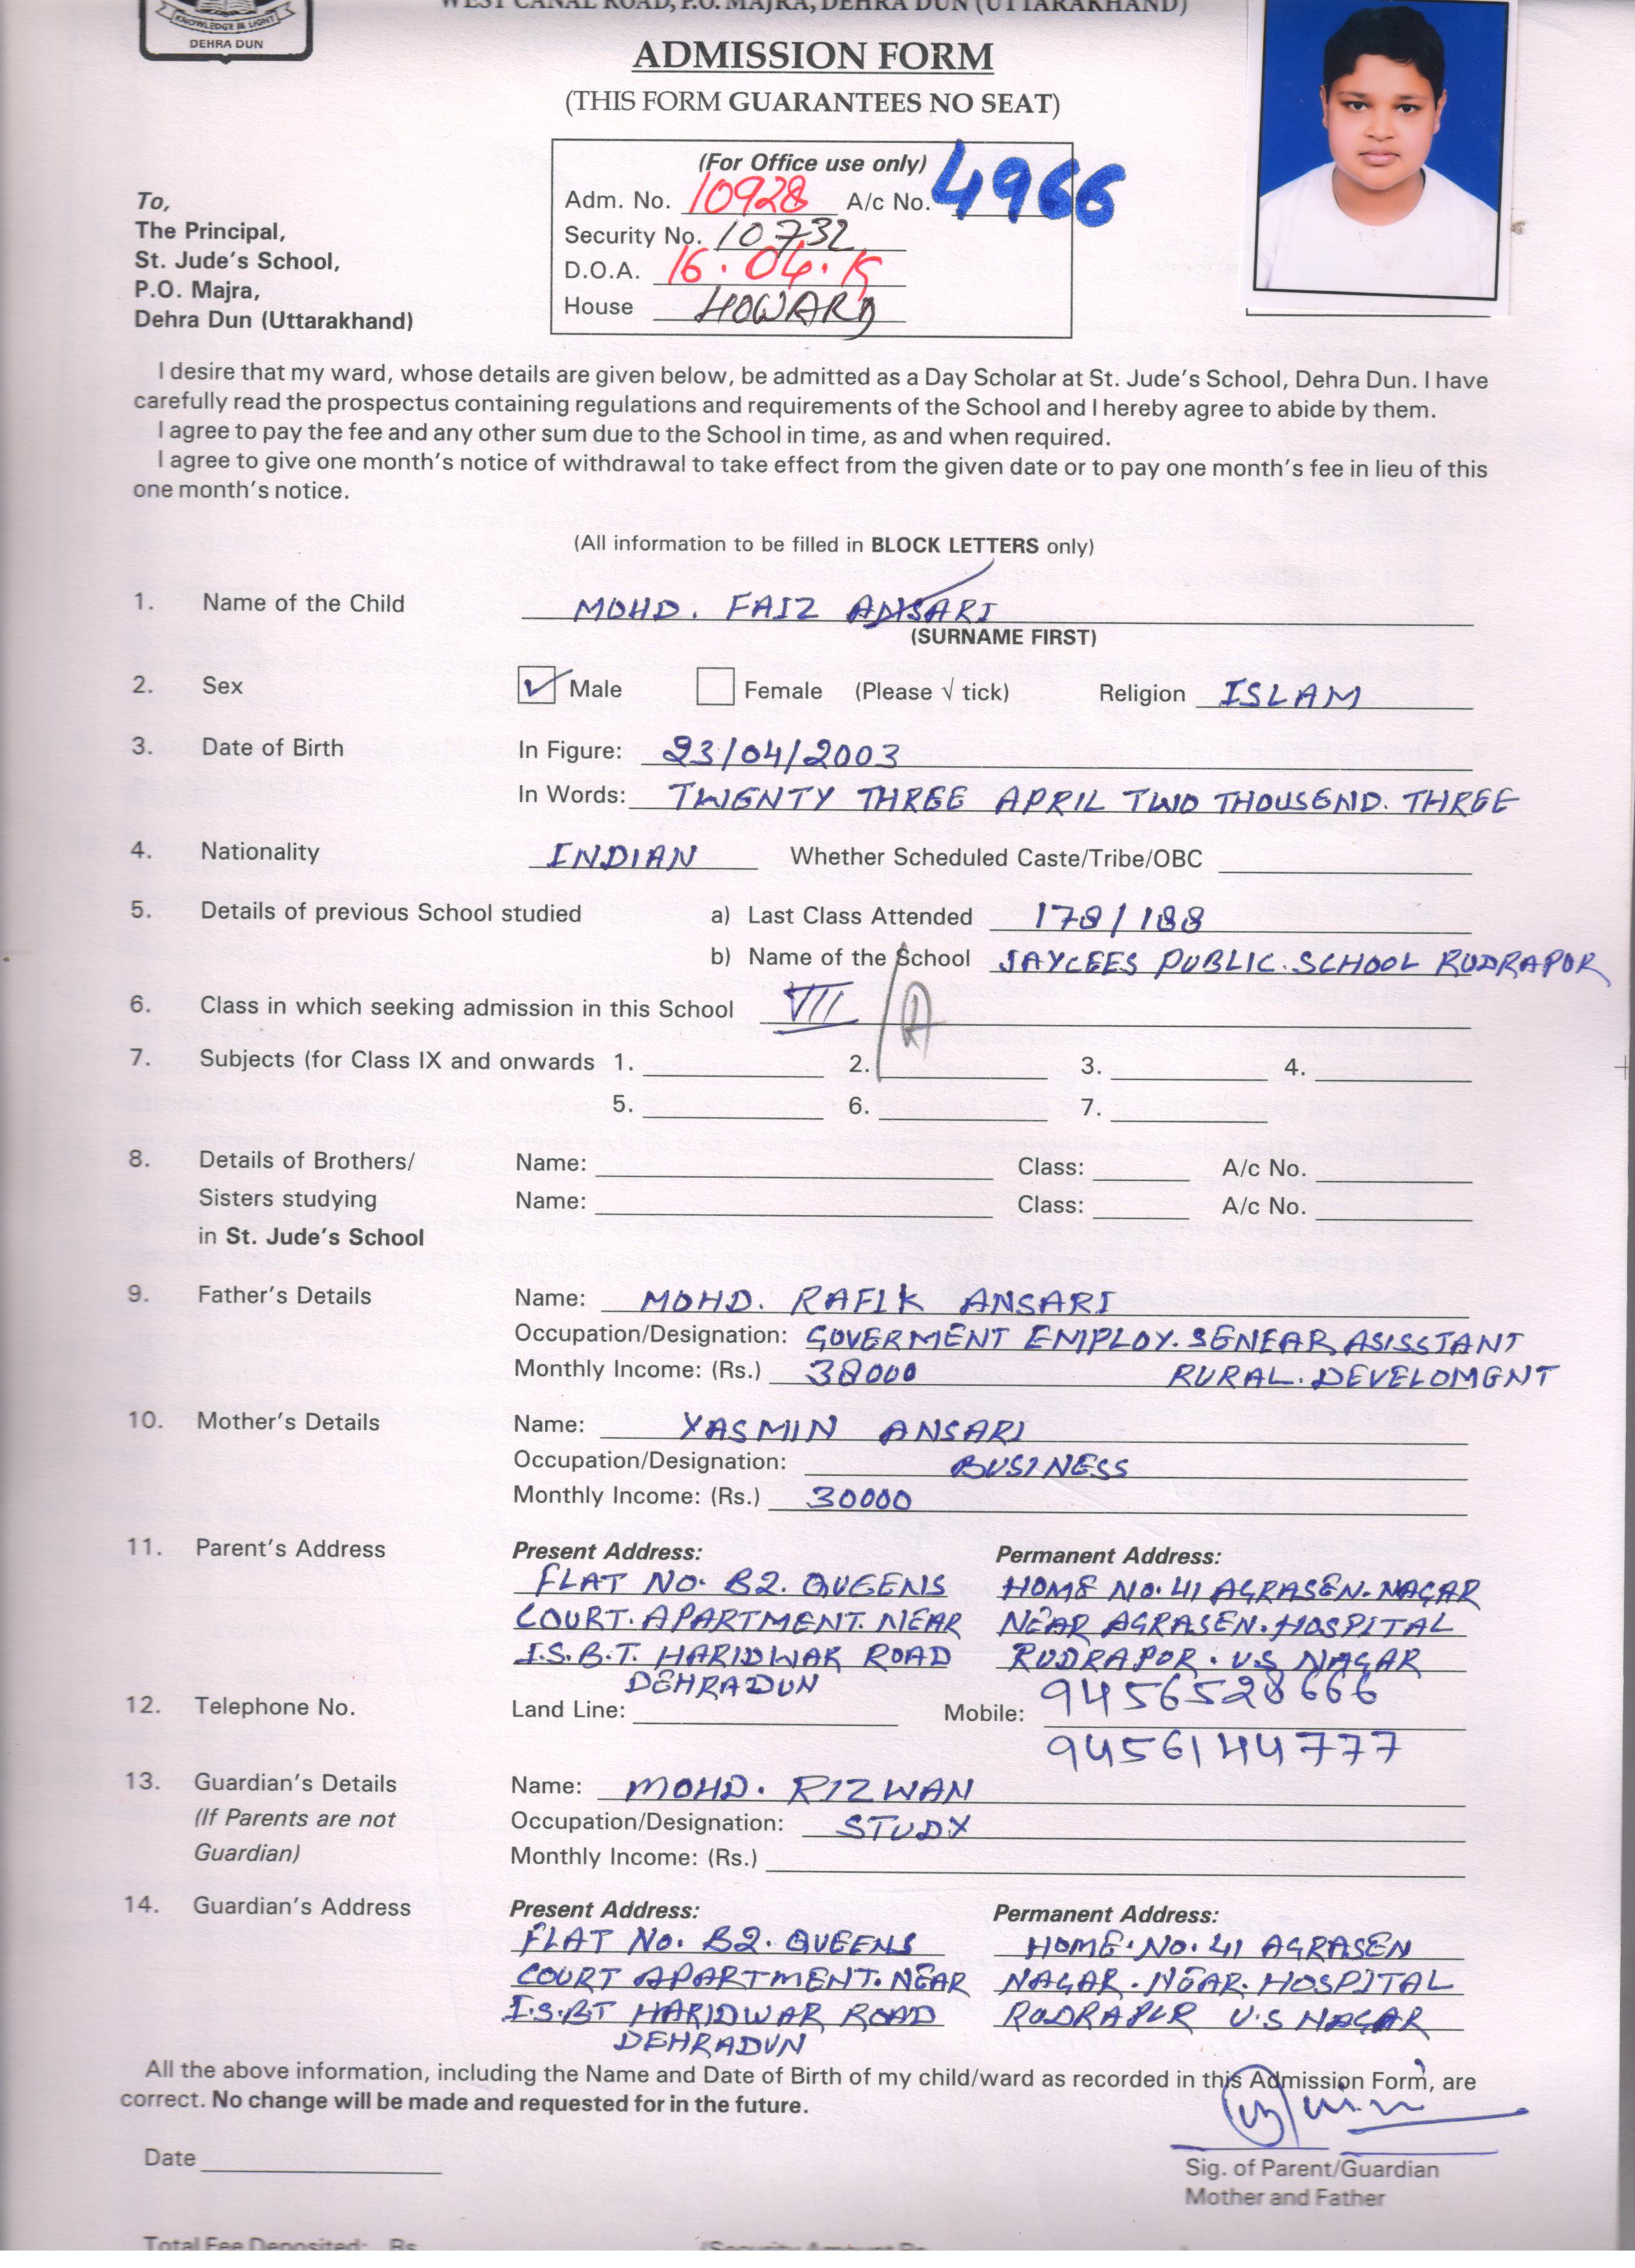 WEST CANAL ROAD, P.O. MAJRA, DEHRA DUN (UTTARAKHAND)
KNOWLEDGE IS LIGHT
DEHRA DUN
ADMISSION FORM
(THIS FORM GUARANTEES NO SEAT)
(For Office use only)
Adm. No. 10928 A/c No. 4966
Security No. 10732
D.O.A. 16.04.15
House HOWARD
To,
The Principal,
St. Jude's School,
P.O. Majra,
Dehra Dun (Uttarakhand)
I desire that my ward, whose details are given below, be admitted as a Day Scholar at St. Jude's School, Dehra Dun. I have
carefully read the prospectus containing regulations and requirements of the School and I hereby agree to abide by them.
I agree to pay the fee and any other sum due to the School in time, as and when required.
I agree to give one month's notice of withdrawal to take effect from the given date or to pay one month's fee in lieu of this
one month's notice.
(All information to be filled in BLOCK LETTERS only)
1. Name of the Child MOHD. FAIZ ANSARI
(SURNAME FIRST)
2. Sex Male Female (Please √ tick) Religion ISLAM
3. Date of Birth In Figure: 23/04/2003
In Words: TWENTY THREE APRIL TWO THOUSEND. THREE
4. Nationality INDIAN Whether Scheduled Caste/Tribe/OBC
5. Details of previous School studied a) Last Class Attended 178/188
b) Name of the School JAYCEES PUBLIC. SCHOOL RUDRAPUR
6. Class in which seeking admission in this School VII
7. Subjects (for Class IX and onwards 1. 2. 3. 4.
5. 6. 7.
8. Details of Brothers/ Name: Class: A/c No.
Sisters studying Name: Class: A/c No.
in St. Jude's School
9. Father's Details Name: MOHD. RAFIK ANSARI
Occupation/Designation: GOVERMENT EMPLOY. SENEAR ASISSTANT
Monthly Income: (Rs.) 38000 RURAL. DEVELOMENT
10. Mother's Details Name: YASMIN ANSARI
Occupation/Designation: BUSINESS
Monthly Income: (Rs.) 30000
11. Parent's Address Present Address: Permanent Address:
FLAT NO. B2. QUEENS HOME NO. 41 AGRASEN. NAGAR
COURT. APARTMENT. NEAR NEAR AGRASEN. HOSPITAL
I.S.B.T. HARIDWAR ROAD RUDRAPUR. U.S NAGAR
DEHRADUN
12. Telephone No. Land Line: Mobile: 9456528666
9456144777
13. Guardian's Details Name: MOHD. RIZWAN
(If Parents are not Occupation/Designation: STUDY
Guardian) Monthly Income: (Rs.)
14. Guardian's Address Present Address: Permanent Address:
FLAT NO. B2. QUEENS HOME. NO. 41 AGRASEN
COURT APARTMENT. NEAR NAGAR. NEAR. HOSPITAL
I.S.BT HARIDWAR ROAD RUDRAPUR U.S NAGAR
DEHRADUN
All the above information, including the Name and Date of Birth of my child/ward as recorded in this Admission Form, are
correct. No change will be made and requested for in the future.
Date
Sig. of Parent/Guardian
Mother and Father
Total Fee Deposited: Rs. (Security Amount Rs.